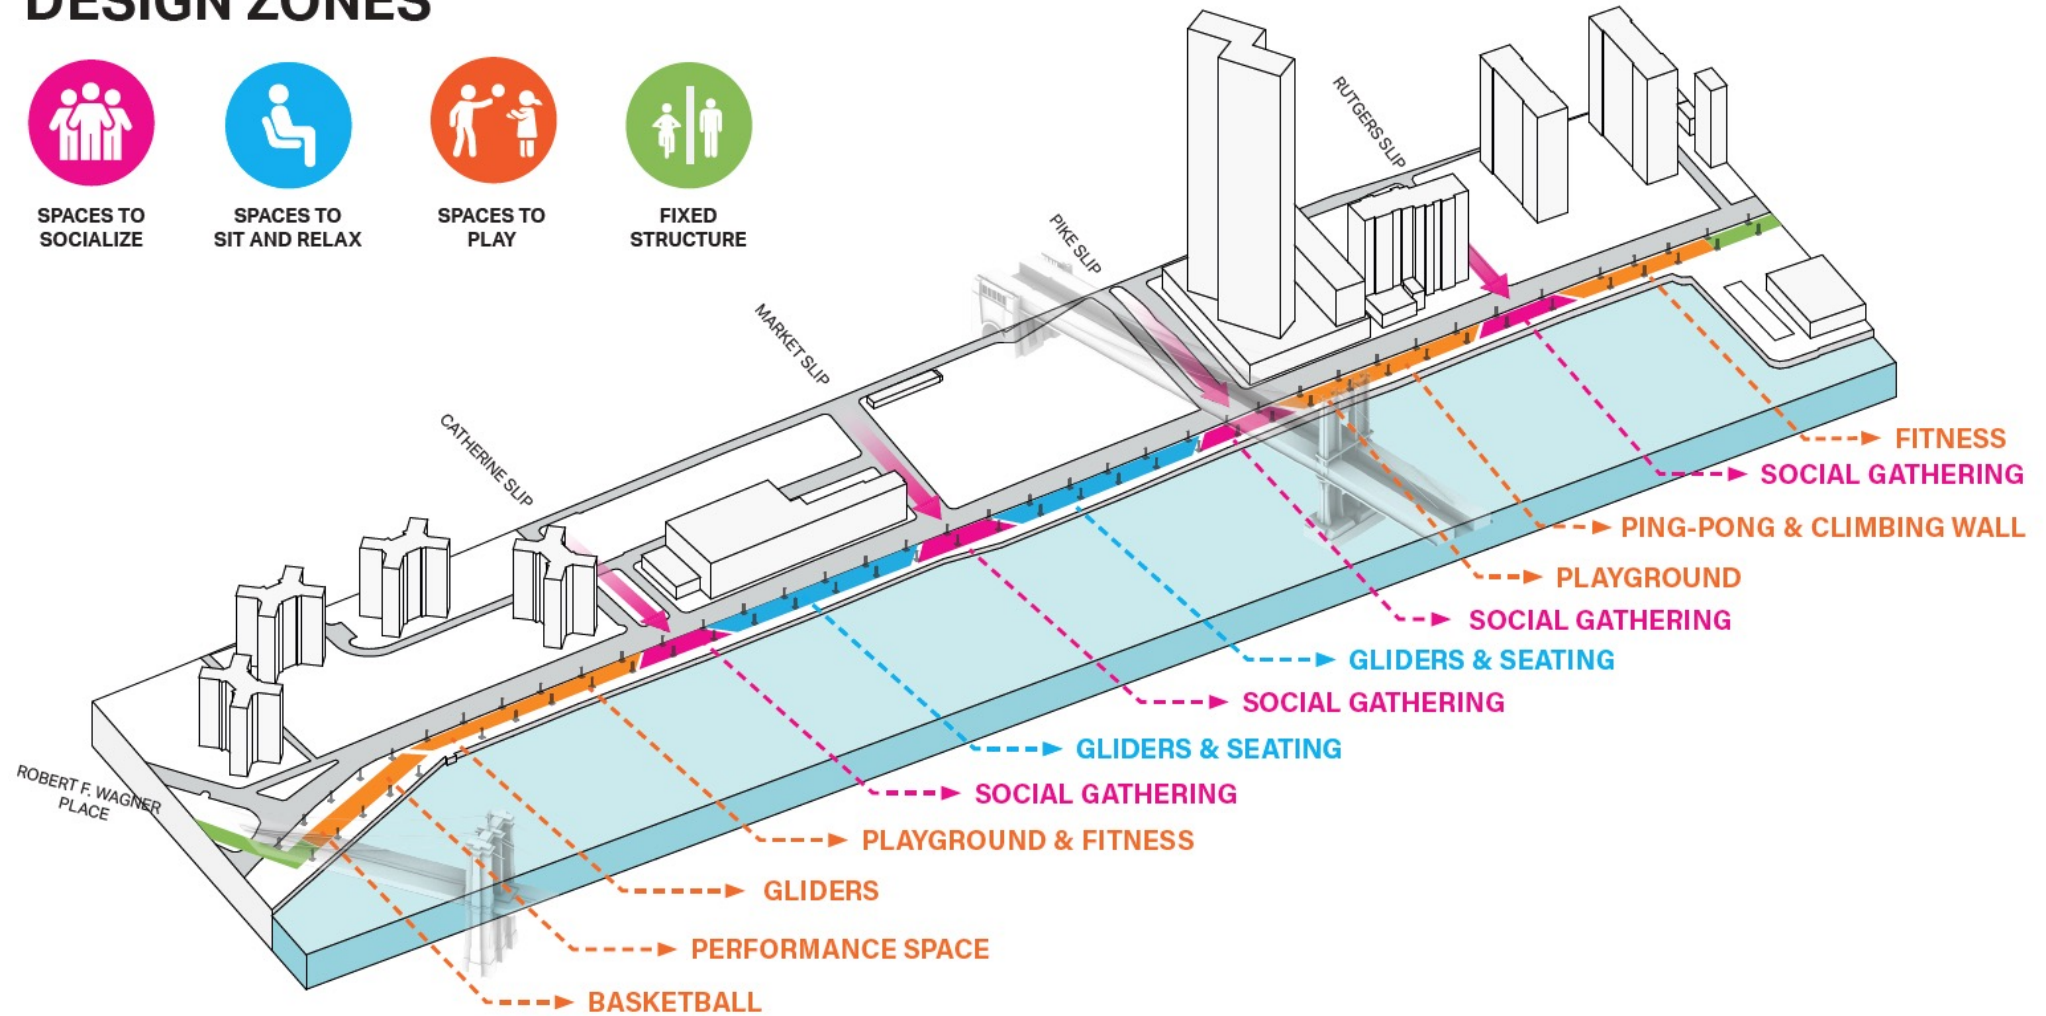 DESIGN ZONES
SPACES TO
SOCIALIZE
SPACES TO
SIT AND RELAX
SPACES TO
PLAY
FIXED
STRUCTURE
RUTGERS SLIP
PIKE SLIP
MARKET SLIP
CATHERINE SLIP
ROBERT F. WAGNER
PLACE
FITNESS
SOCIAL GATHERING
PING-PONG & CLIMBING WALL
PLAYGROUND
SOCIAL GATHERING
GLIDERS & SEATING
SOCIAL GATHERING
GLIDERS & SEATING
SOCIAL GATHERING
PLAYGROUND & FITNESS
GLIDERS
PERFORMANCE SPACE
BASKETBALL